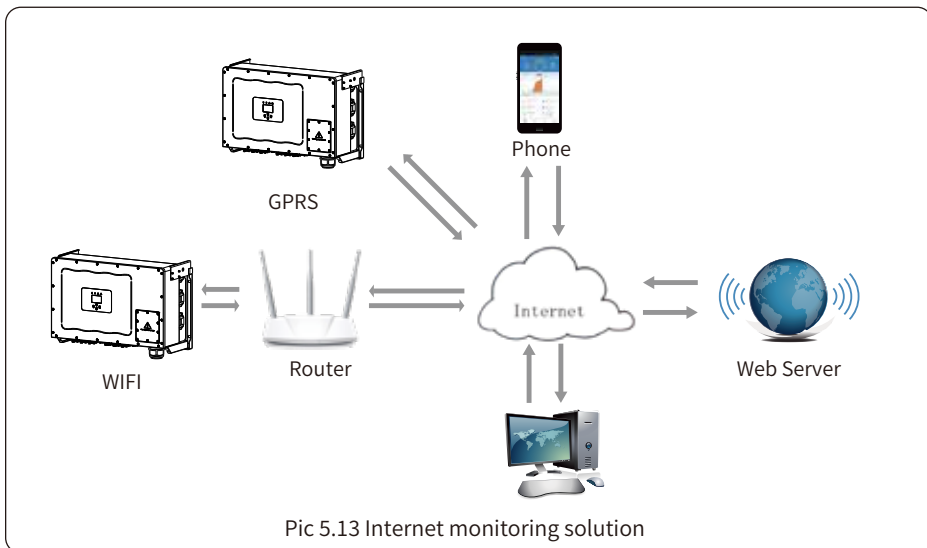 Phone
GPRS
Internet
WIFI
Router
Web Server
Pic 5.13 Internet monitoring solution